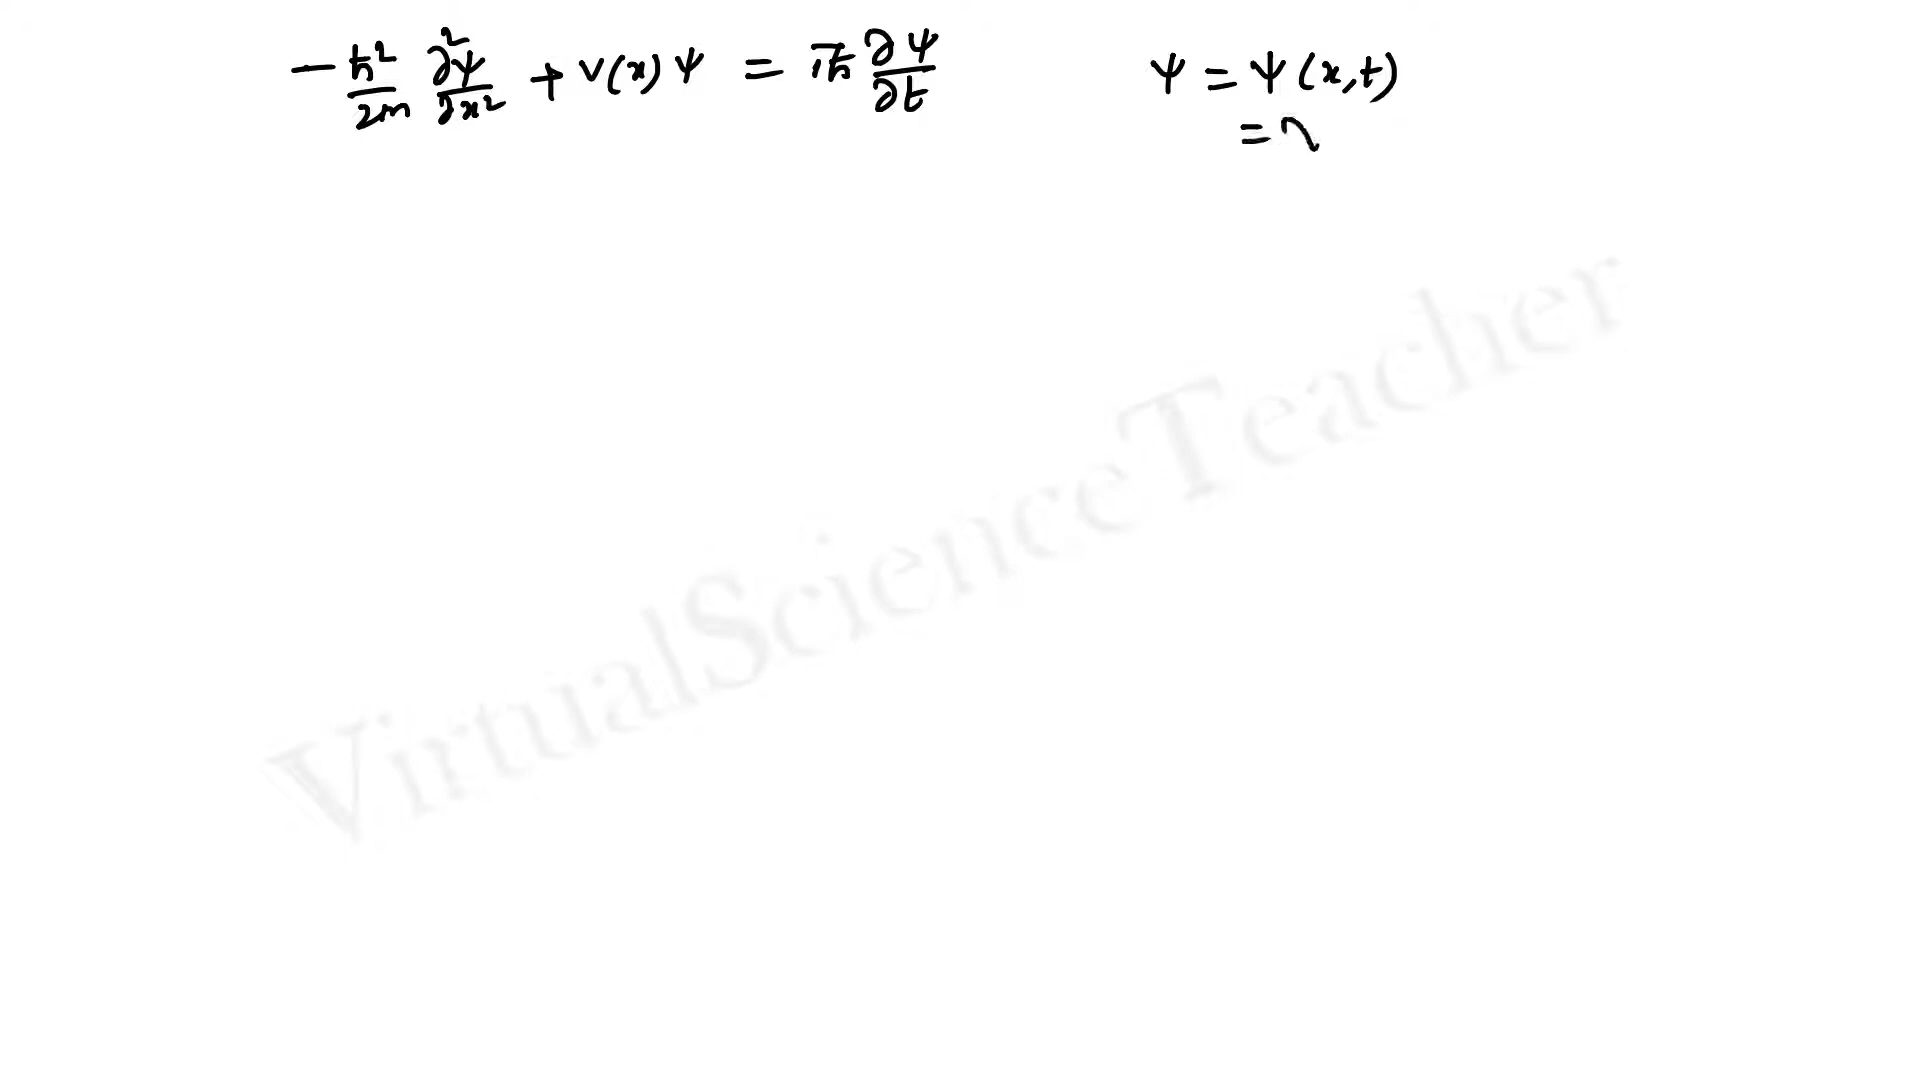 -ħ²/2m ∂²ψ/∂x² + V(x) ψ = iħ ∂ψ/∂t    ψ = ψ(x,t)
=
VirtualScienceTeacher